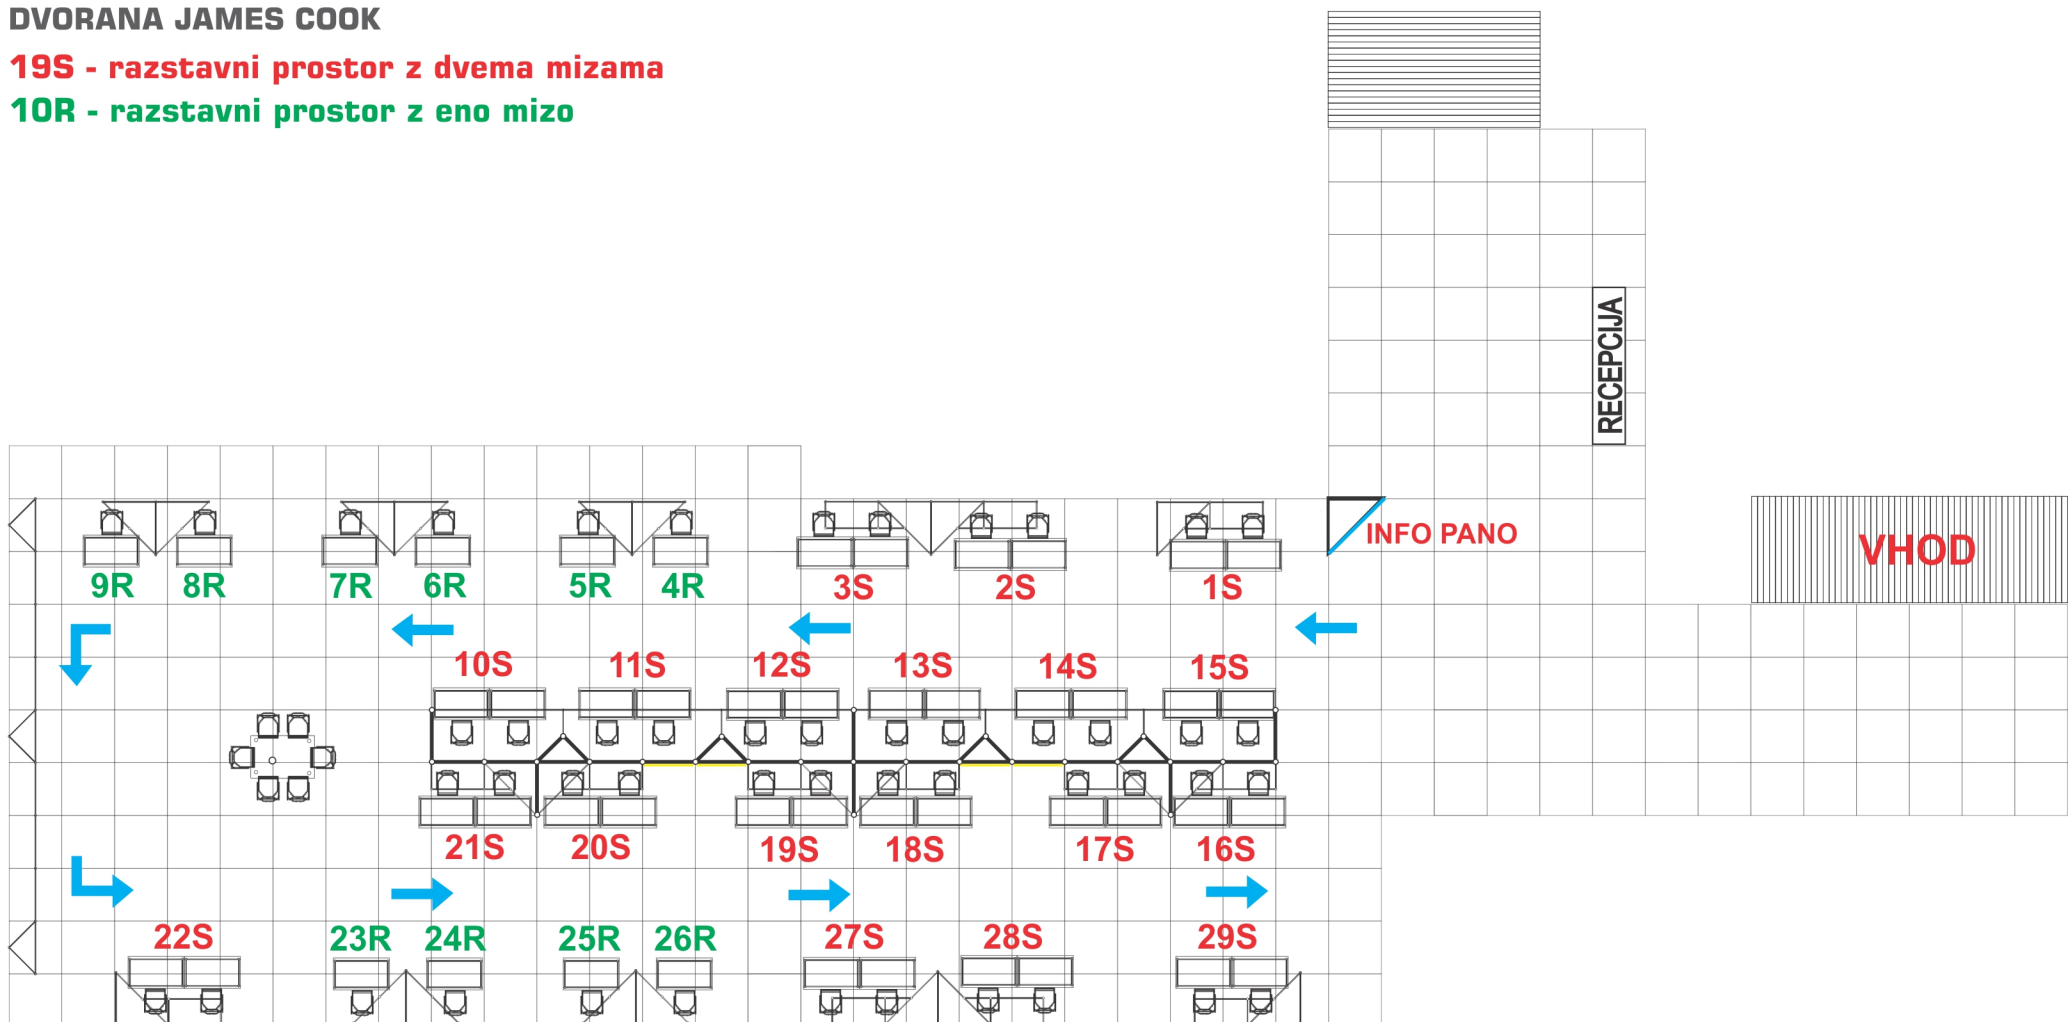 DVORANA JAMES COOK
19S - razstavni prostor z dvema mizama
10R - razstavni prostor z eno mizo
RECEPCIJA
INFO PANO
VHOD
9R 8R 7R 6R 5R 4R 3S 2S 1S
10S 11S 12S 13S 14S 15S
21S 20S 19S 18S 17S 16S
22S 23R 24R 25R 26R 27S 28S 29S